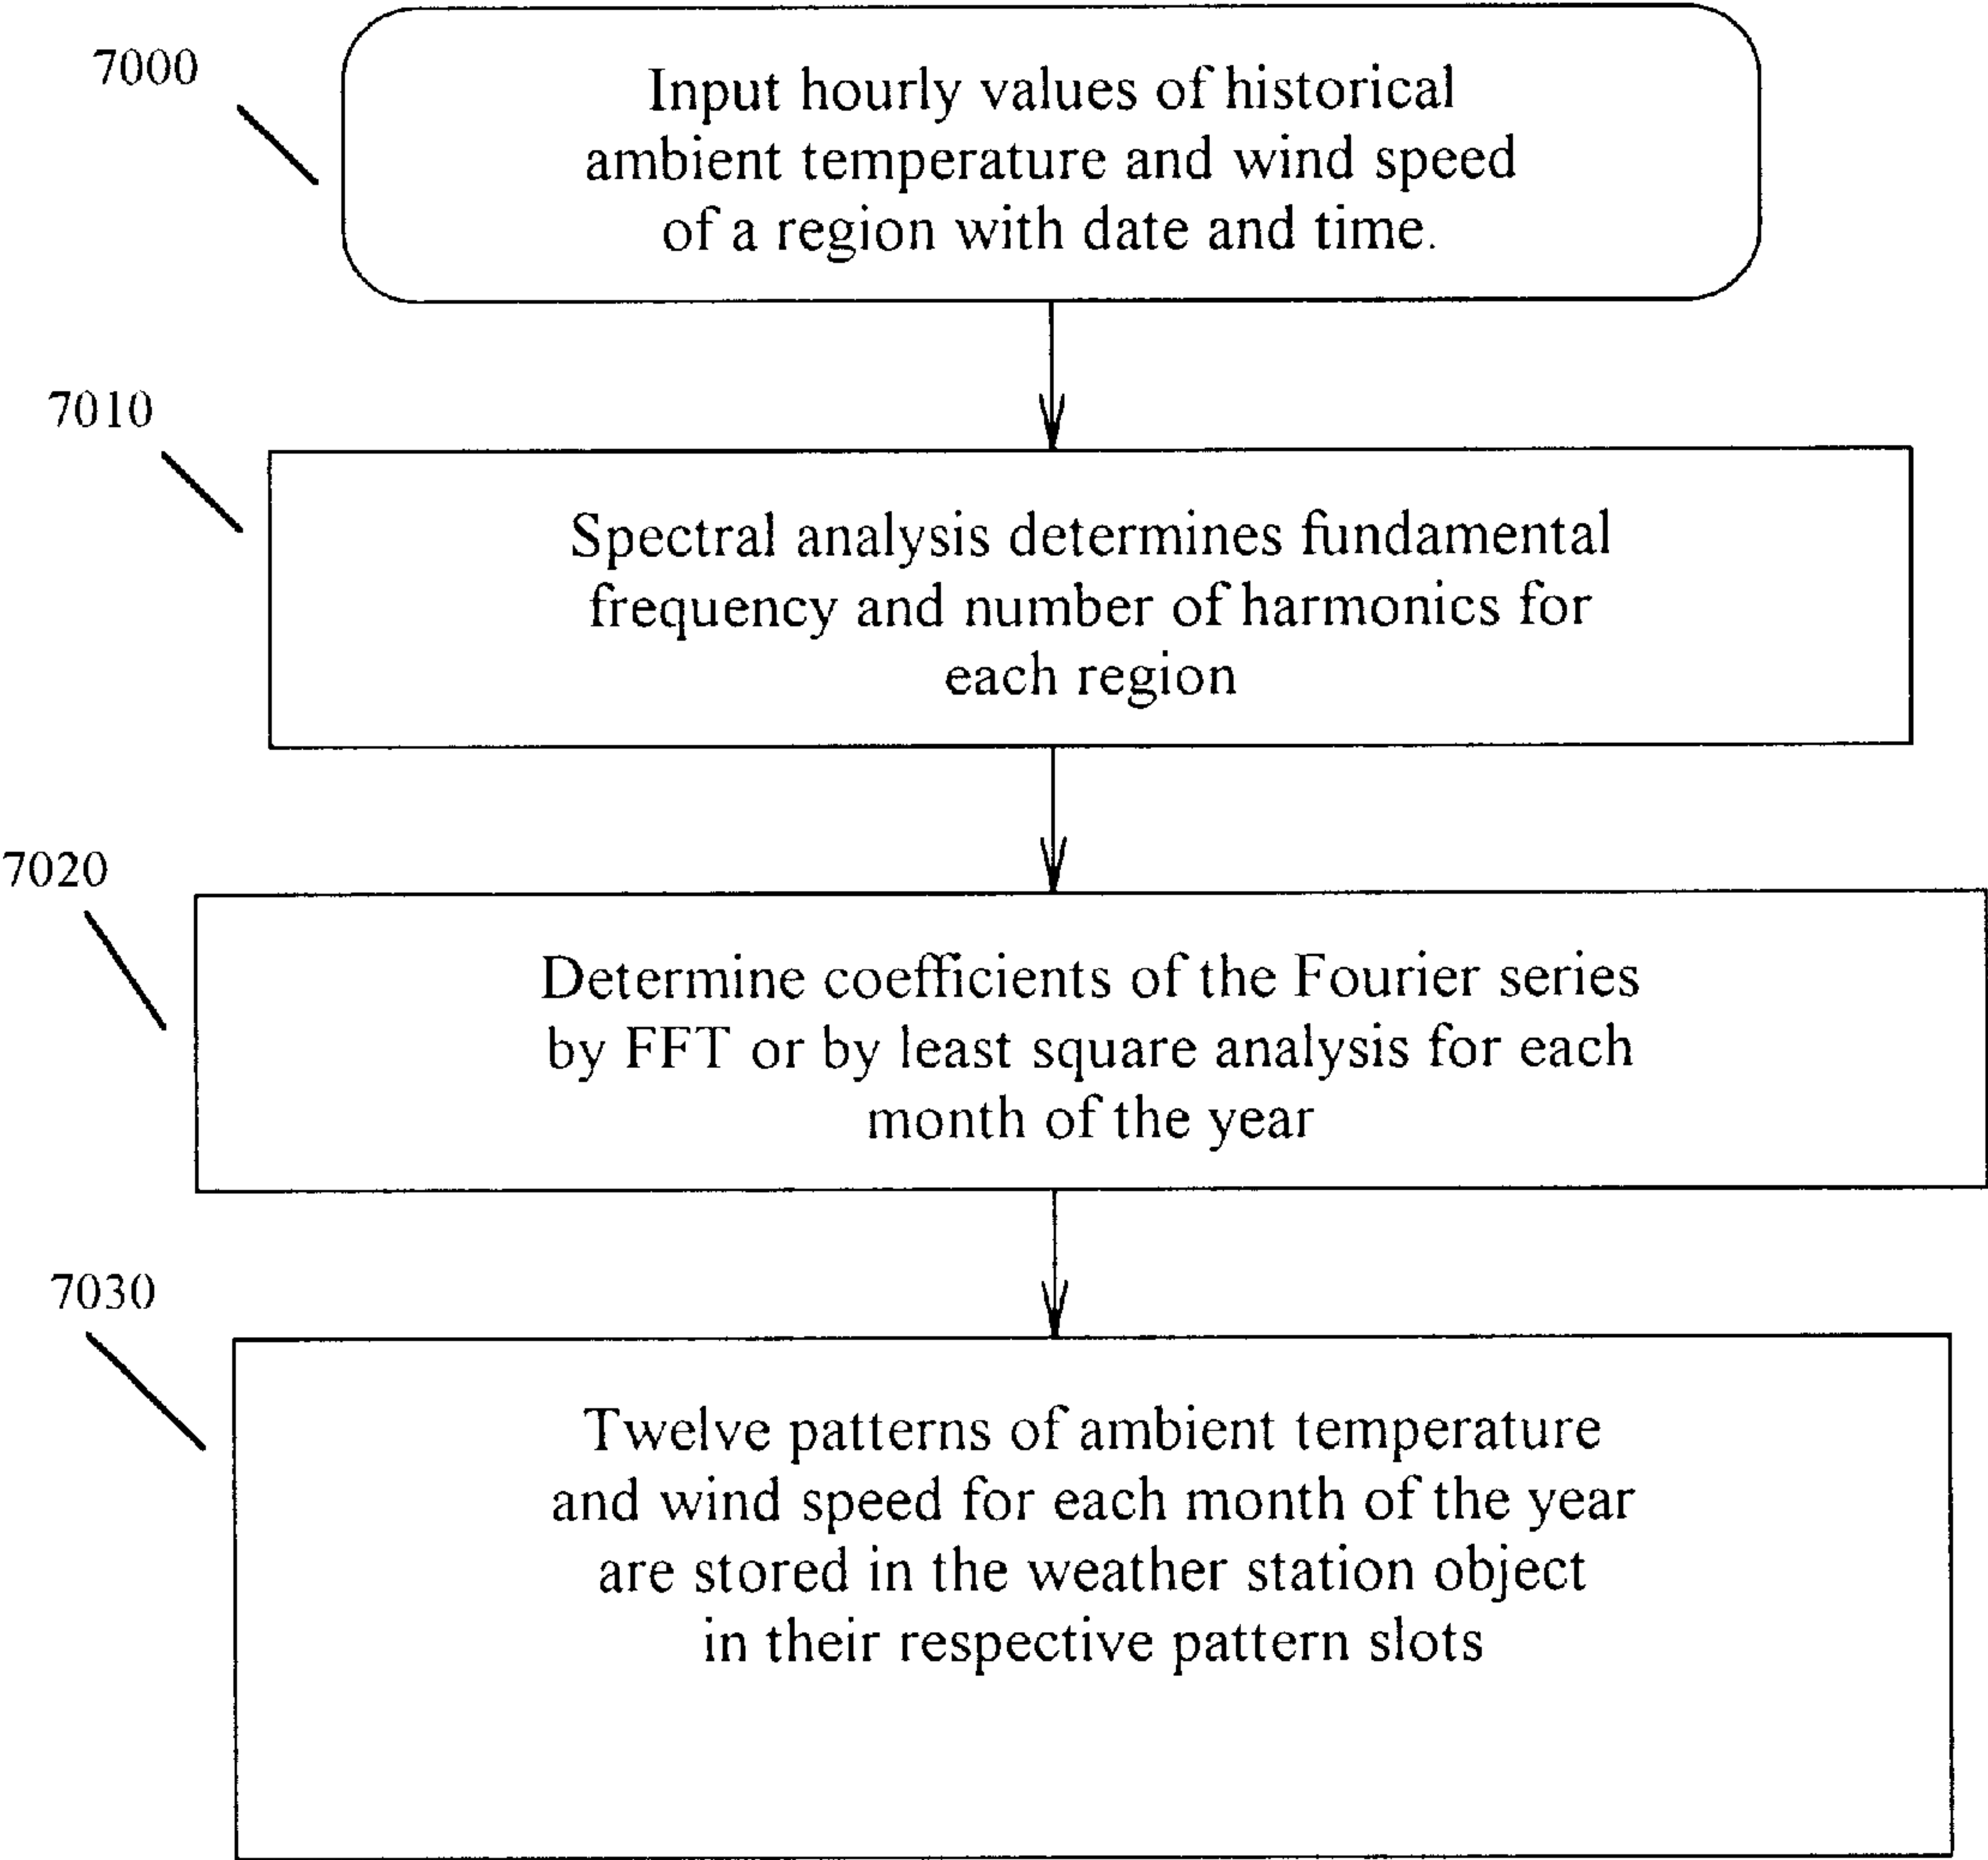 7000
Input hourly values of historical
ambient temperature and wind speed
of a region with date and time.
7010
Spectral analysis determines fundamental
frequency and number of harmonics for
each region
7020
Determine coefficients of the Fourier series
by FFT or by least square analysis for each
month of the year
7030
Twelve patterns of ambient temperature
and wind speed for each month of the year
are stored in the weather station object
in their respective pattern slots